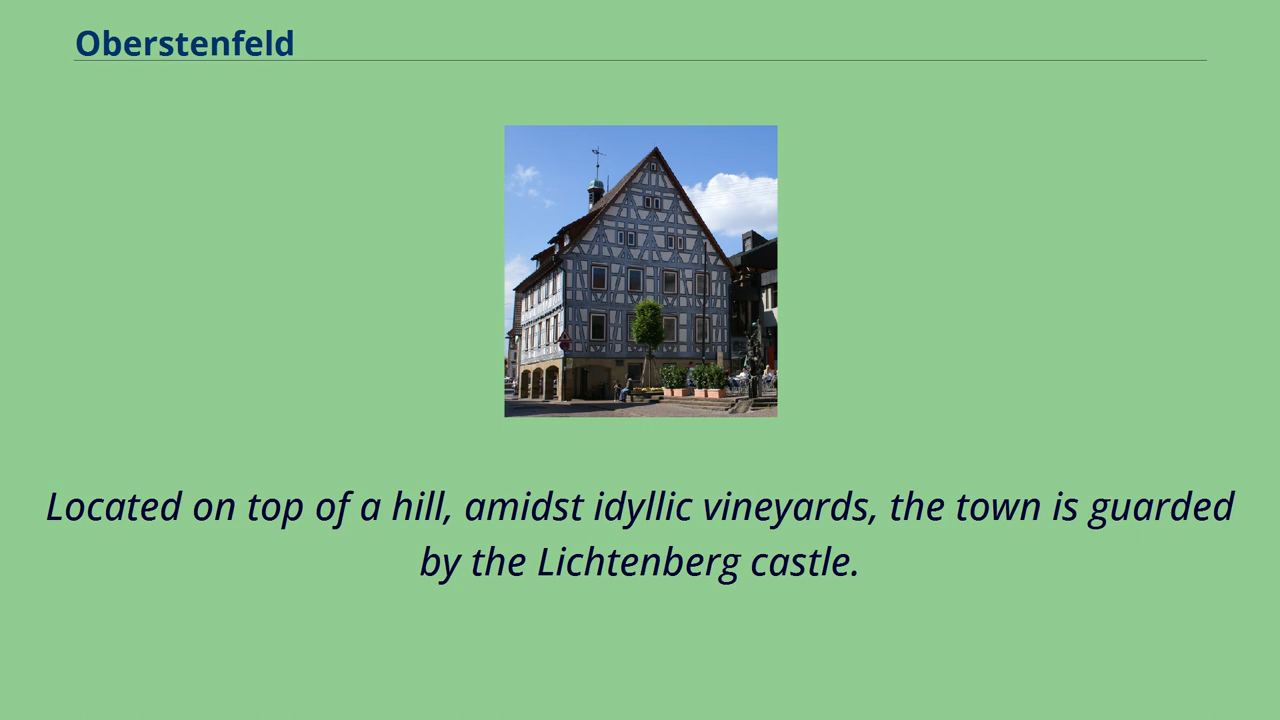 Oberstenfeld
Located on top of a hill, amidst idyllic vineyards, the town is guarded
by the Lichtenberg castle.